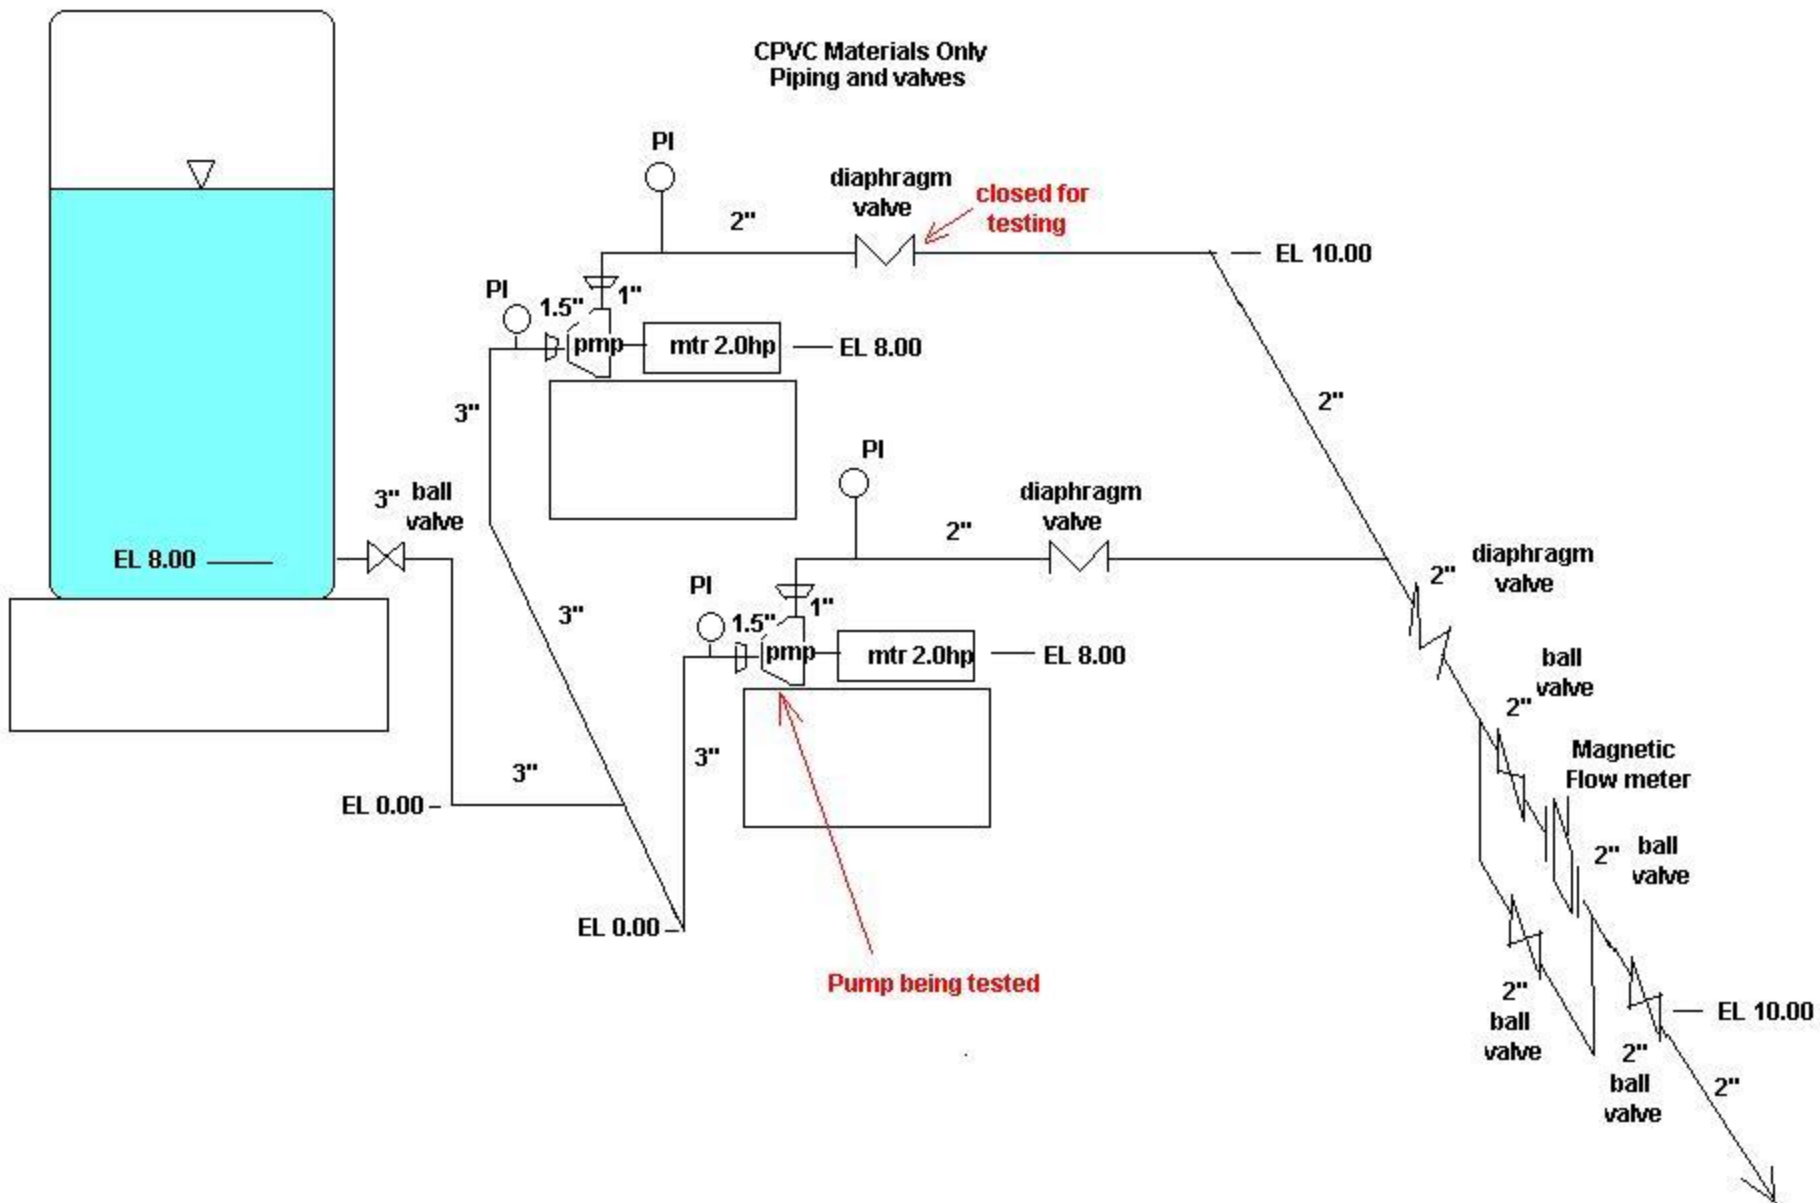 CPVC Materials Only
Piping and valves
PI
diaphragm
valve
closed for
testing
2"
EL 10.00
PI
1.5"
1"
pmp
mtr 2.0hp
EL 8.00
3"
2"
PI
3" ball
valve
diaphragm
valve
2"
EL 8.00
2" diaphragm
valve
PI
1.5"
1"
3"
pmp
mtr 2.0hp
EL 8.00
ball
valve
2"
3"
3"
Magnetic
Flow meter
EL 0.00
2" ball
valve
EL 0.00
Pump being tested
2"
ball
valve
EL 10.00
2"
ball
valve
2"